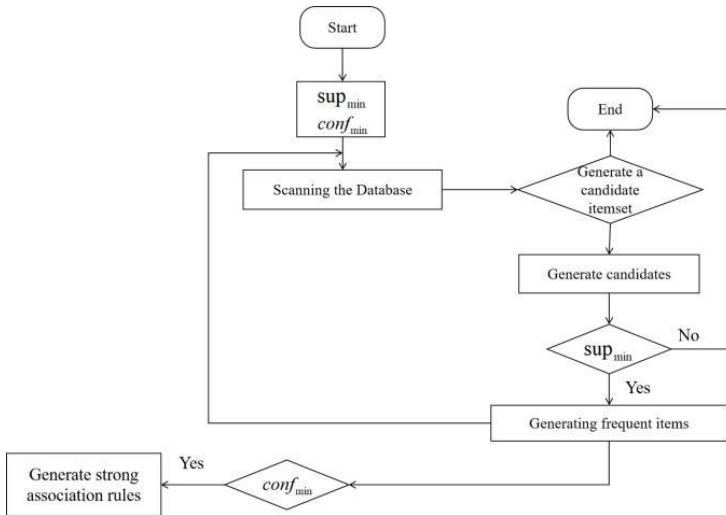 Start
sup_min
conf_min
End
Scanning the Database
Generate a
candidate
itemset
Generate candidates
sup_min
No
Yes
Generating frequent items
Yes
Generate strong
association rules
conf_min